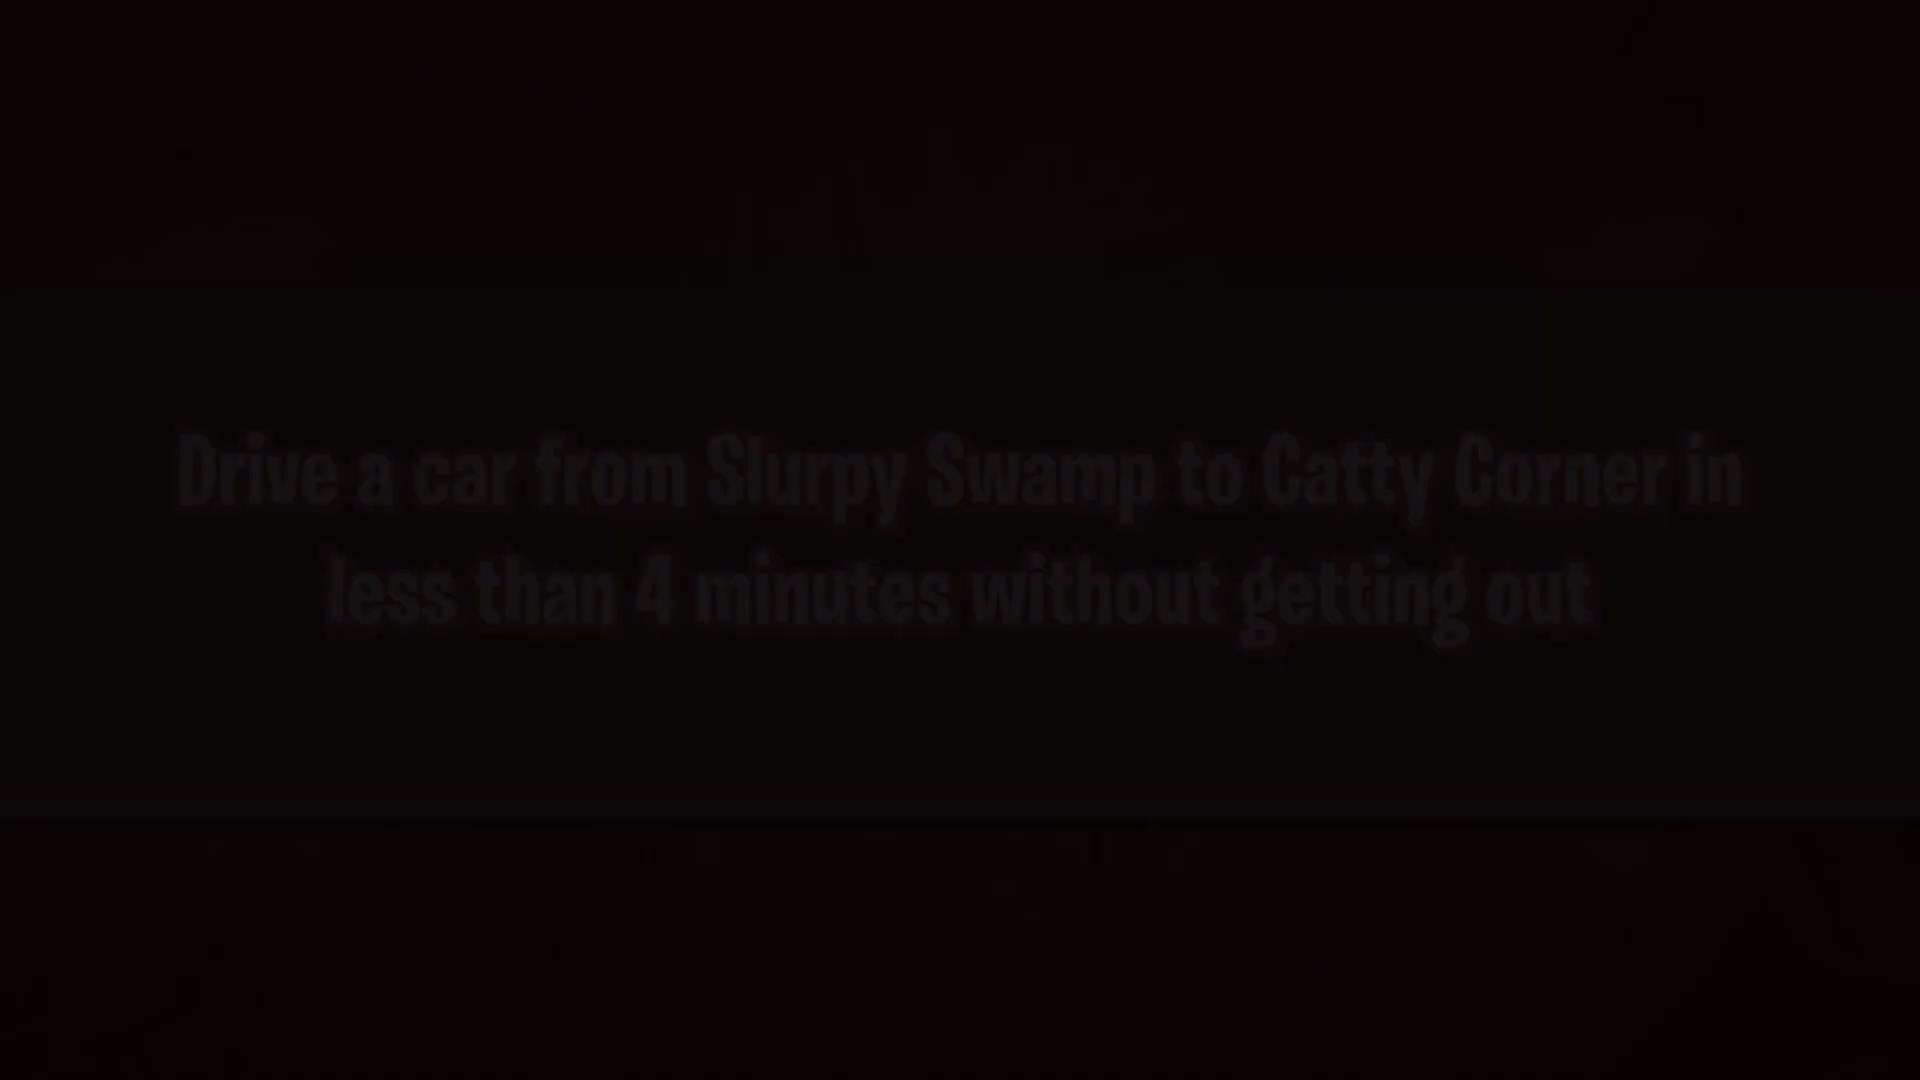 Drive a car from Slurpy Swamp to Catty Corner in
less than 4 minutes without getting out